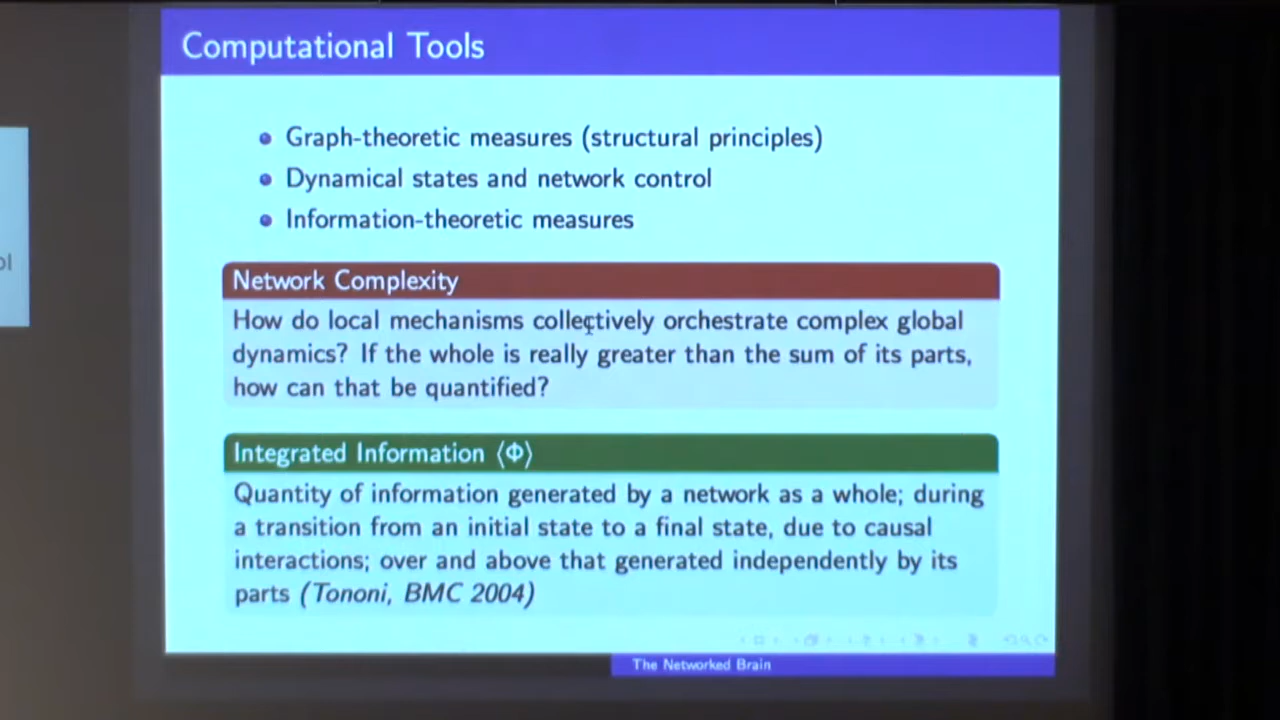 Computational Tools
Graph-theoretic measures (structural principles)
Dynamical states and network control
Information-theoretic measures
Network Complexity
How do local mechanisms collectively orchestrate complex global
dynamics? If the whole is really greater than the sum of its parts,
how can that be quantified?
Integrated Information ⟨Φ⟩
Quantity of information generated by a network as a whole; during
a transition from an initial state to a final state, due to causal
interactions; over and above that generated independently by its
parts (Tononi, BMC 2004)
The Networked Brain